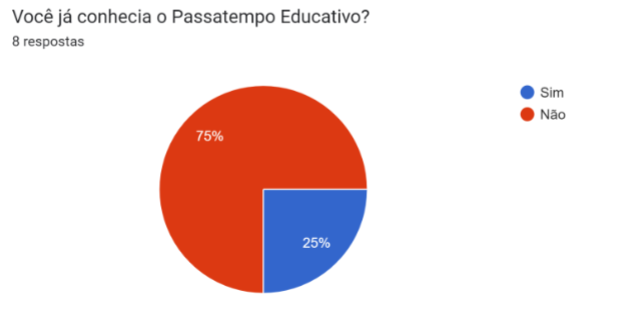 Você já conhecia o Passatempo Educativo?
8 respostas
Sim
Não
75%
25%